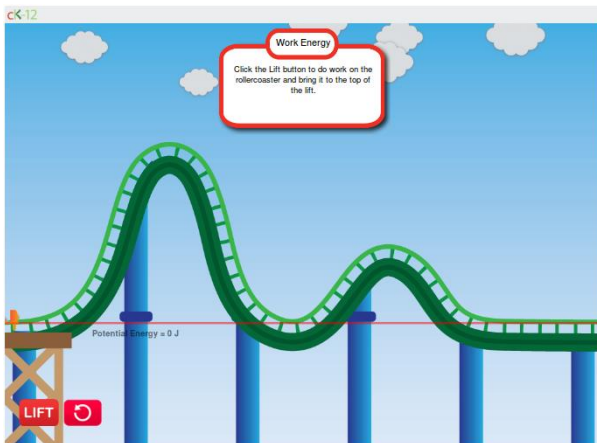 cK-12
Work Energy
Click the Lift button to do work on the
rollercoaster and bring it to the top of
the lift.
Potential Energy = 0 J
LIFT